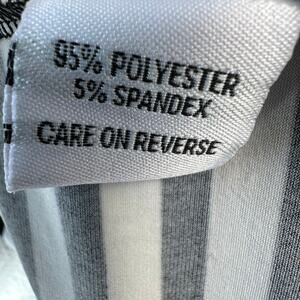 95% POLYESTER
5% SPANDEX
CARE ON REVERSE